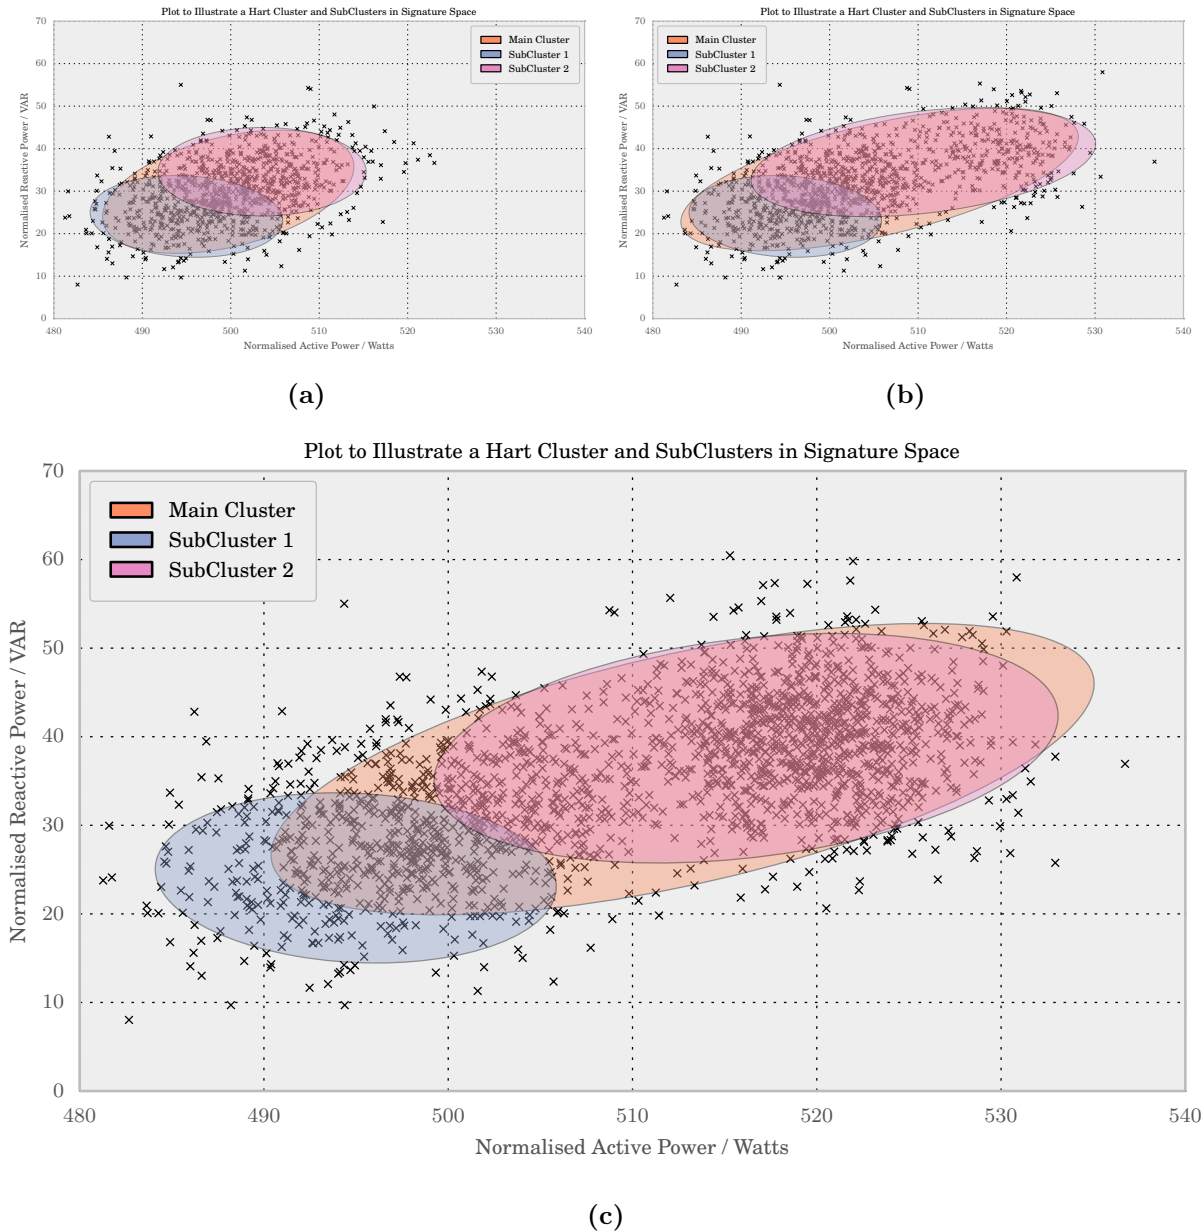 Plot to Illustrate a Hart Cluster and SubClusters in Signature Space
70
60
50
40
30
20
10
0
Normalised Reactive Power / VAR
Main Cluster
SubCluster 1
SubCluster 2
480 490 500 510 520 530 540
Normalised Active Power / Watts
(a)
Plot to Illustrate a Hart Cluster and SubClusters in Signature Space
70
60
50
40
30
20
10
0
Normalised Reactive Power / VAR
Main Cluster
SubCluster 1
SubCluster 2
480 490 500 510 520 530 540
Normalised Active Power / Watts
(b)
Plot to Illustrate a Hart Cluster and SubClusters in Signature Space
70
60
50
40
30
20
10
0
Normalised Reactive Power / VAR
Main Cluster
SubCluster 1
SubCluster 2
480 490 500 510 520 530 540
Normalised Active Power / Watts
(c)